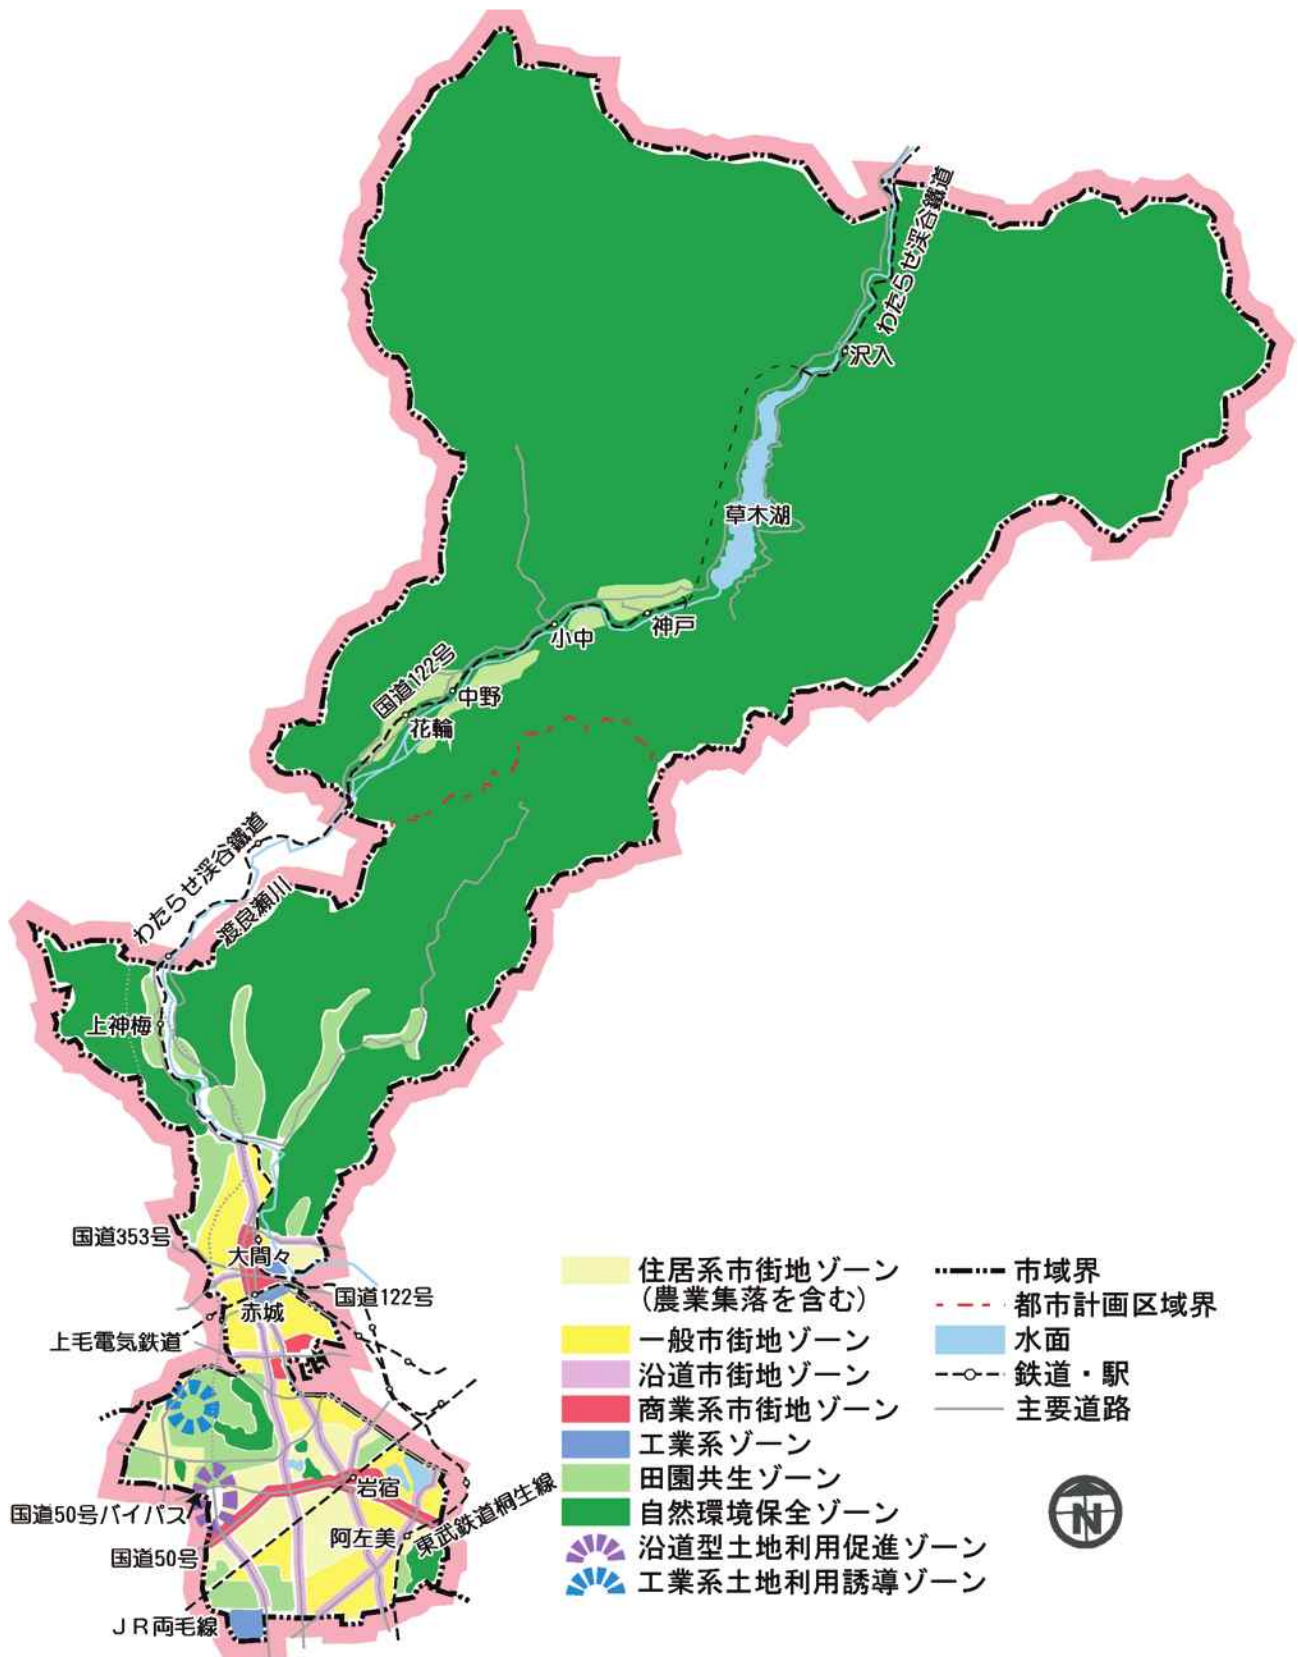 わたらせ渓谷鐵道
沢入
草木湖
神戸
小中
国道122号
中野
花輪
わたらせ渓谷鐵道
渡良瀬川
上神梅
国道353号
大間々
国道122号
赤城
上毛電気鉄道
岩宿
国道50号バイパス
阿左美
東武鉄道桐生線
国道50号
JR両毛線
住居系市街地ゾーン
(農業集落を含む)
一般市街地ゾーン
沿道市街地ゾーン
商業系市街地ゾーン
工業系ゾーン
田園共生ゾーン
自然環境保全ゾーン
沿道型土地利用促進ゾーン
工業系土地利用誘導ゾーン
市域界
都市計画区域界
水面
鉄道・駅
主要道路
N